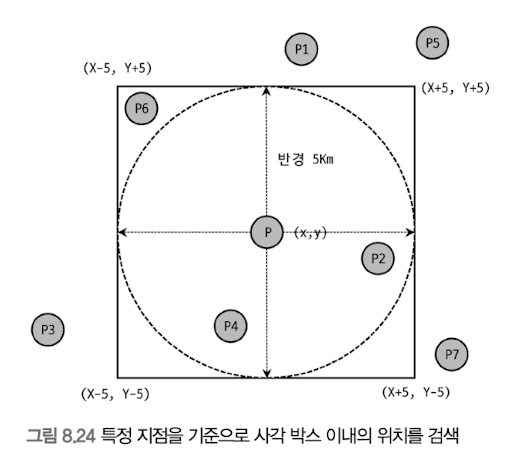 P1
P5
(X-5, Y+5)
(X+5, Y+5)
P6
반경 5Km
P
(x,y)
P2
P3
P4
P7
(X-5, Y-5)
(X+5, Y-5)
그림 8.24 특정 지점을 기준으로 사각 박스 이내의 위치를 검색